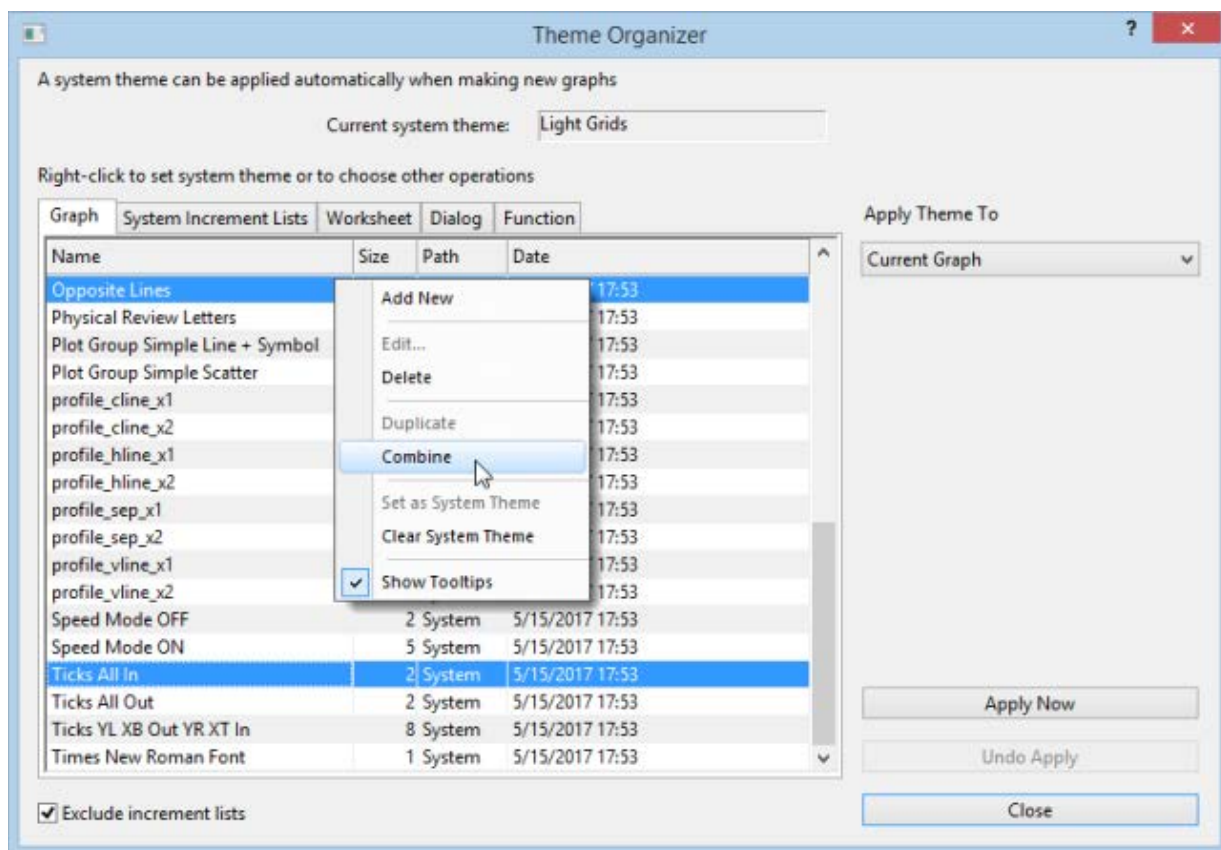 Theme Organizer
?
A system theme can be applied automatically when making new graphs
Current system theme: Light Grids
Right-click to set system theme or to choose other operations
Graph System Increment Lists Worksheet Dialog Function
Apply Theme To
Name Size Path Date
Current Graph
Opposite Lines 17:53
Physical Review Letters 17:53
Plot Group Simple Line + Symbol 17:53
Plot Group Simple Scatter 17:53
profile_cline_x1 17:53
profile_cline_x2 17:53
profile_hline_x1 17:53
profile_hline_x2 17:53
profile_sep_x1 17:53
profile_sep_x2 17:53
profile_vline_x1 17:53
profile_vline_x2 17:53
Add New
Edit...
Delete
Duplicate
Combine
Set as System Theme
Clear System Theme
Show Tooltips
Speed Mode OFF 2 System 5/15/2017 17:53
Speed Mode ON 5 System 5/15/2017 17:53
Ticks All In 2 System 5/15/2017 17:53
Ticks All Out 2 System 5/15/2017 17:53
Ticks YL XB Out YR XT In 8 System 5/15/2017 17:53
Times New Roman Font 1 System 5/15/2017 17:53
Apply Now
Undo Apply
Close
Exclude increment lists